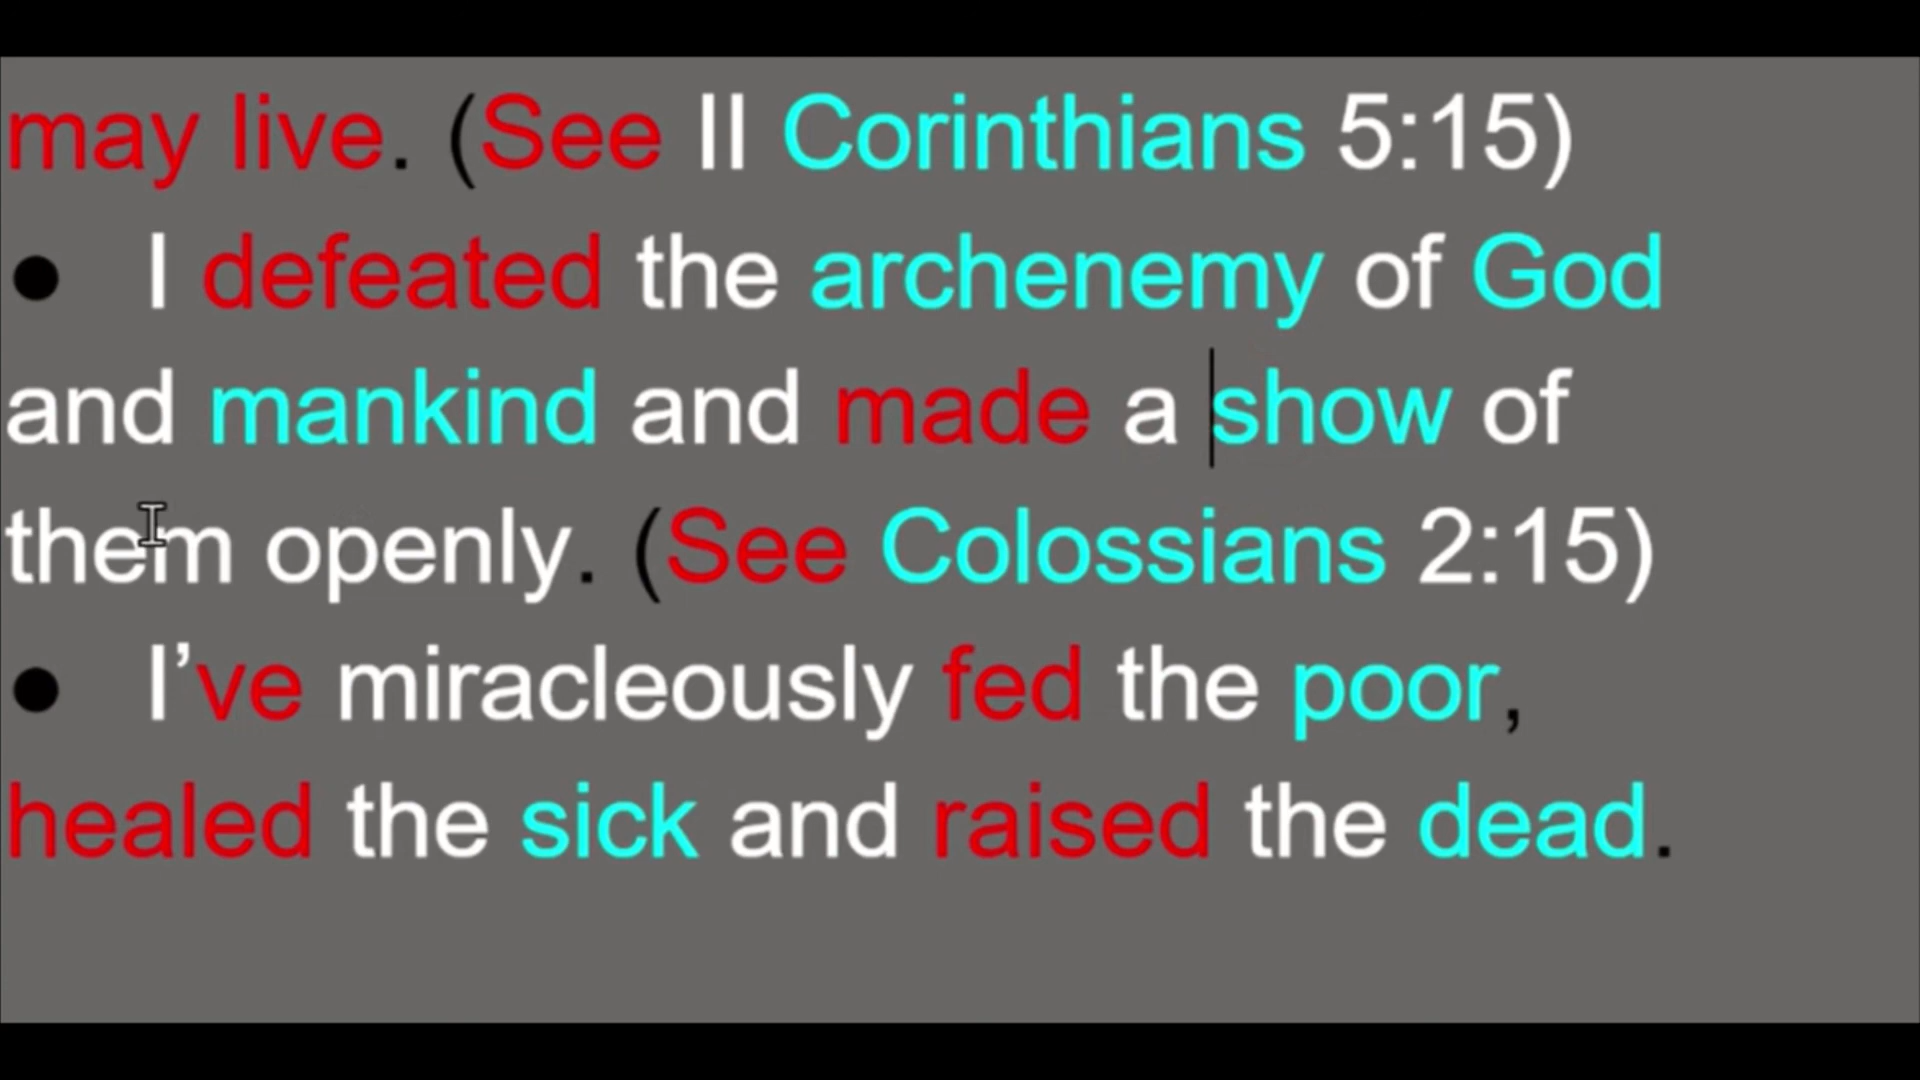 may live. (See II Corinthians 5:15)
● I defeated the archenemy of God
and mankind and made a show of
them openly. (See Colossians 2:15)
● I’ve miracleously fed the poor,
healed the sick and raised the dead.